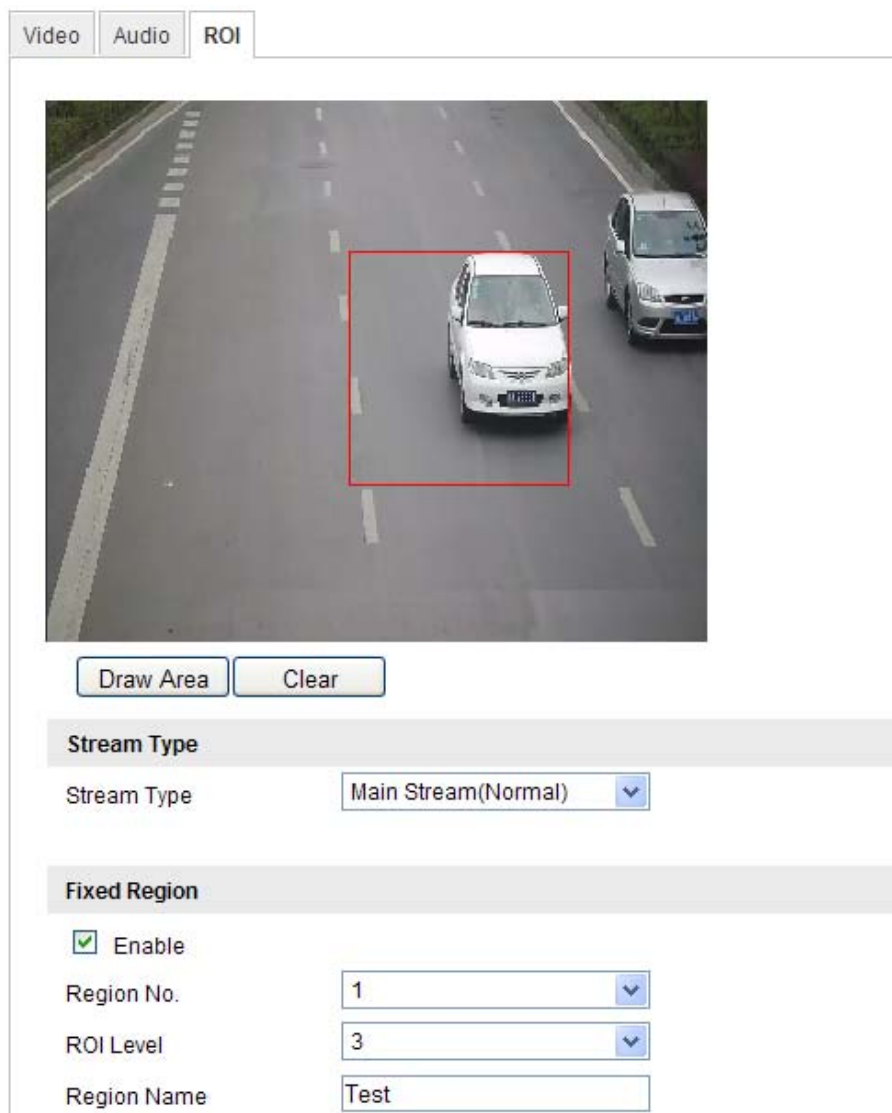 Video Audio ROI
Draw Area Clear
Stream Type
Stream Type Main Stream(Normal)
Fixed Region
Enable
Region No. 1
ROI Level 3
Region Name Test